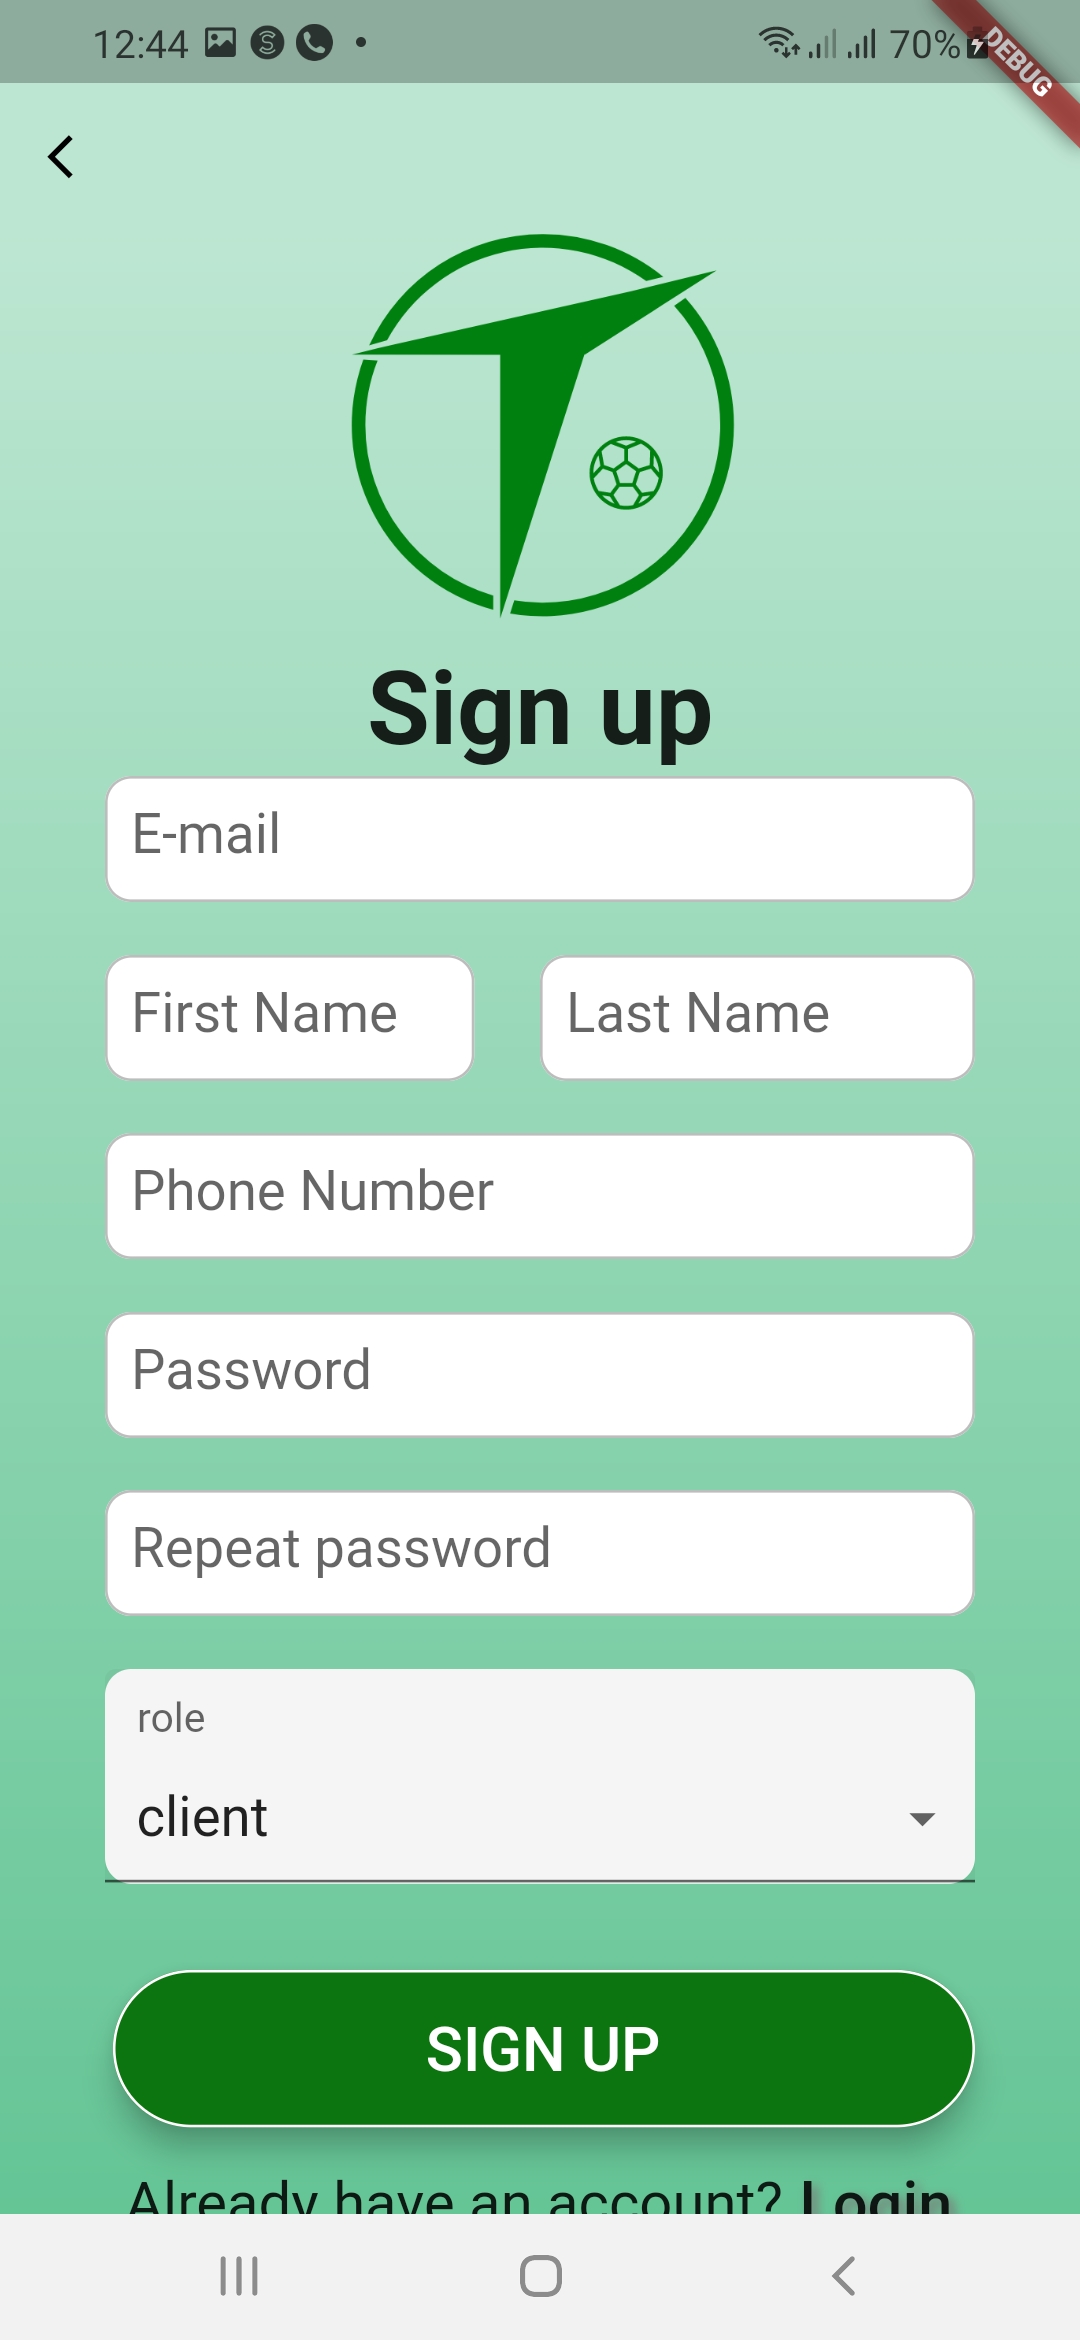 12:44
70%
DEBUG
Sign up
E-mail
First Name
Last Name
Phone Number
Password
Repeat password
role
client
SIGN UP
Already have an account? Login